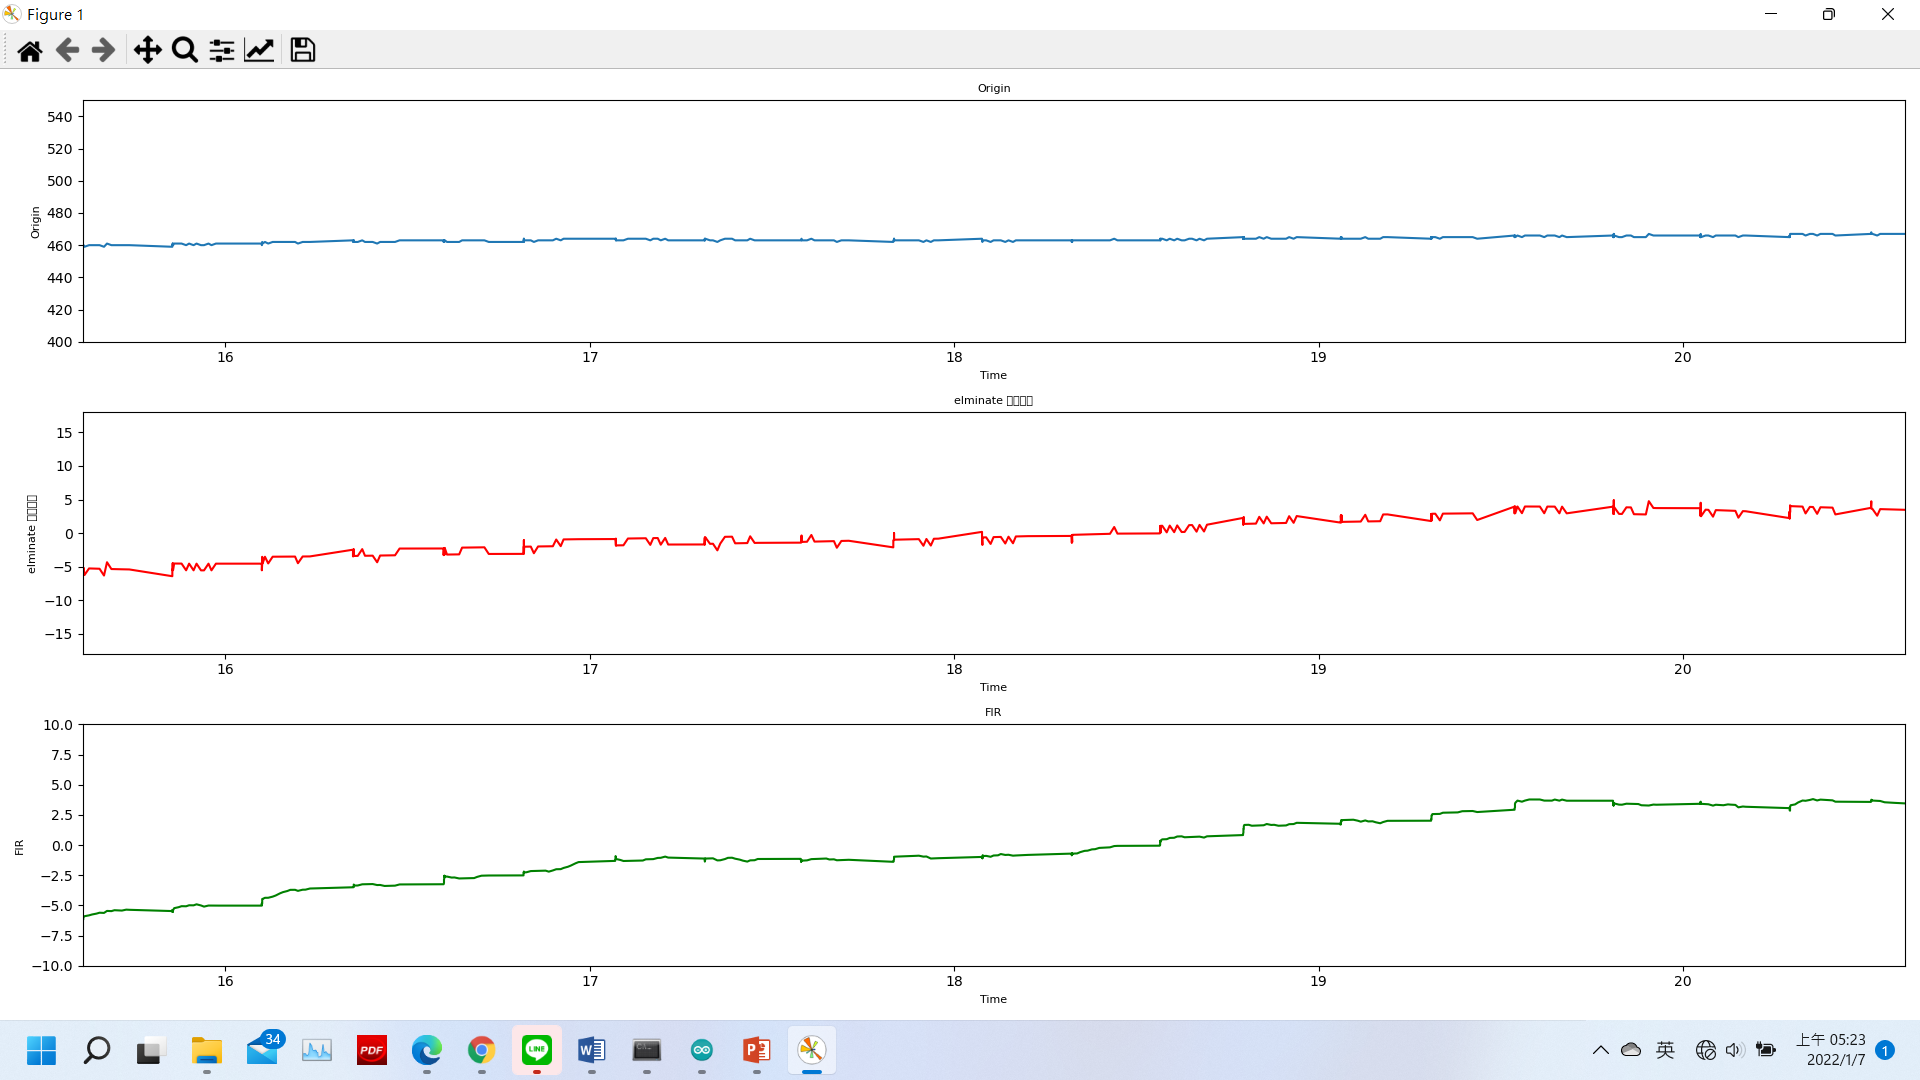 Figure 1
Origin
540
520
500
480
460
440
420
400
Origin
16 17 18 19 20
Time
elminate
15
10
5
0
−5
−10
−15
elminate
16 17 18 19 20
Time
FIR
10.0
7.5
5.0
2.5
0.0
−2.5
−5.0
−7.5
−10.0
FIR
16 17 18 19 20
Time
34
PDF
LINE
W
P
英
上午 05:23
2022/1/7
1